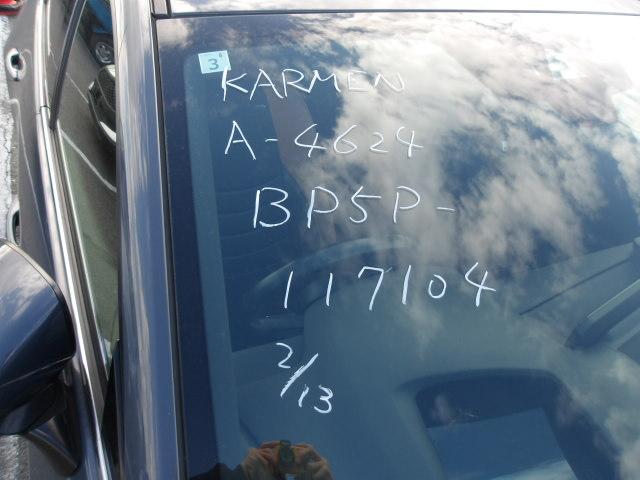 3
KARMEN
A-4624
BP5P-
117104
2/13